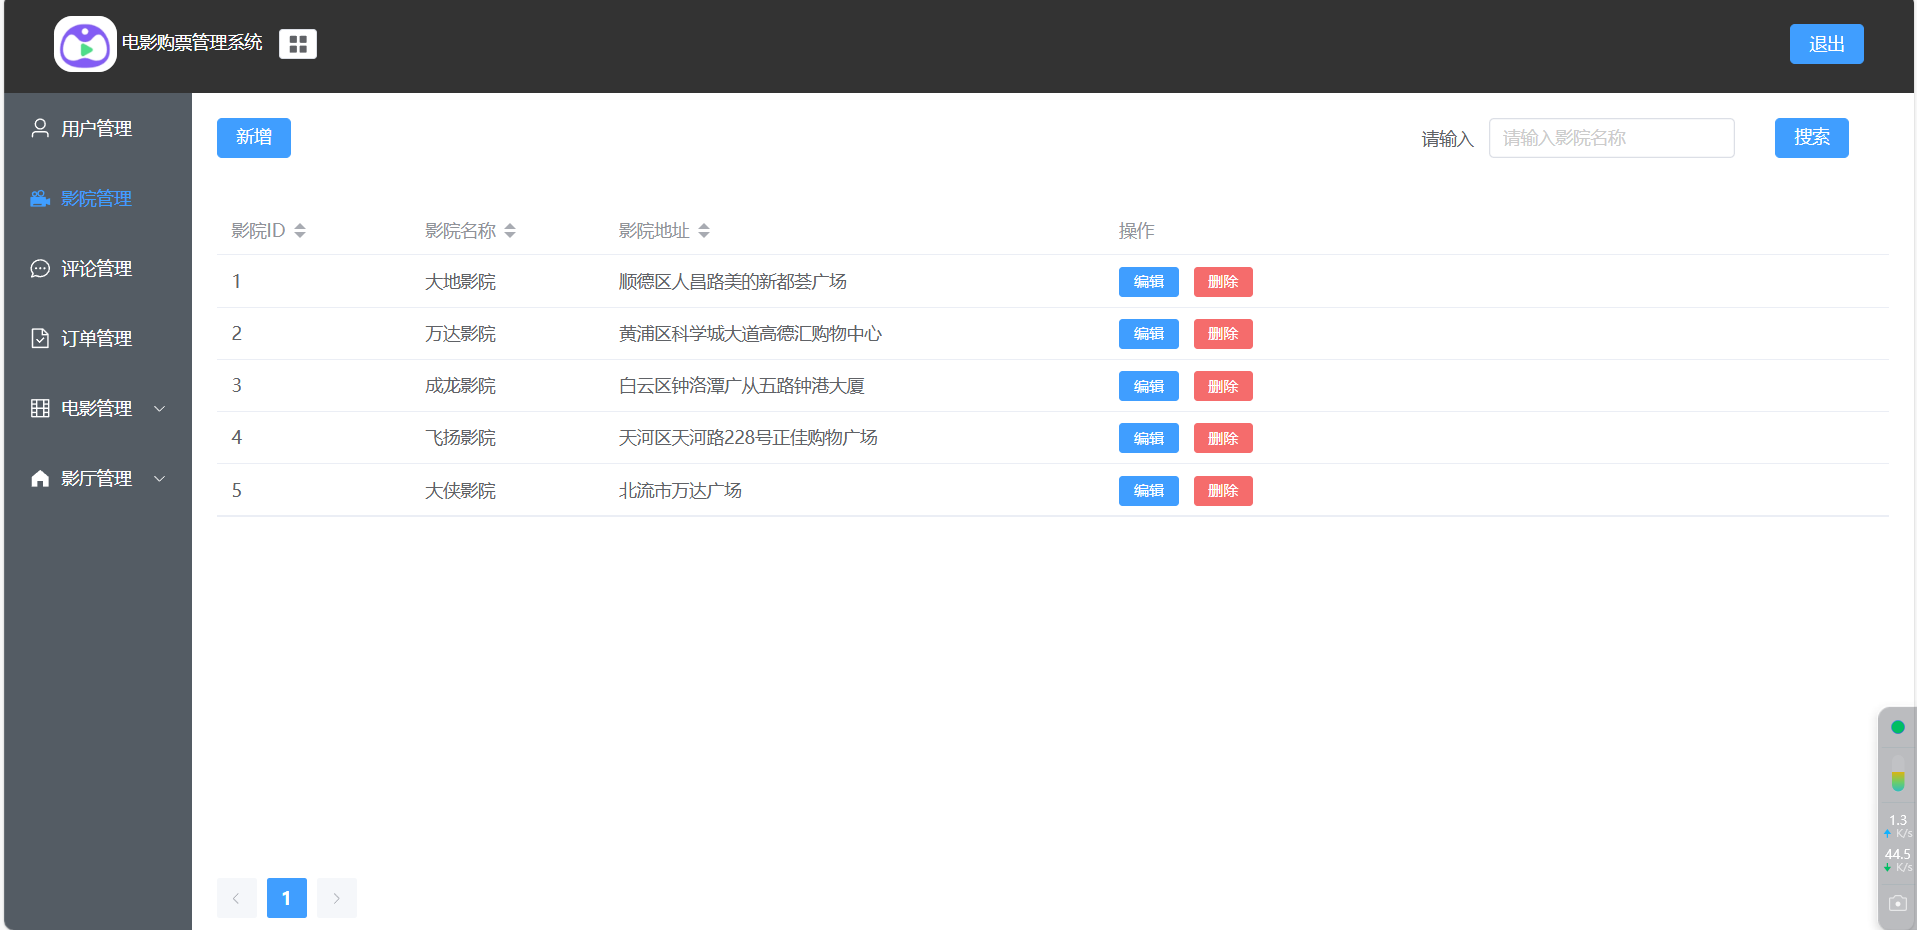 电影购票管理系统
退出
用户管理
影院管理
评论管理
订单管理
电影管理
影厅管理
新增
请输入 请输入影院名称 搜索
影院ID 影院名称 影院地址 操作
1 大地影院 顺德区人昌路美的新都荟广场 编辑 删除
2 万达影院 黄浦区科学城大道高德汇购物中心 编辑 删除
3 成龙影院 白云区钟洛潭广从五路钟港大厦 编辑 删除
4 飞扬影院 天河区天河路228号正佳购物广场 编辑 删除
5 大侠影院 北流市万达广场 编辑 删除
1
1.3
K/s
44.5
K/s